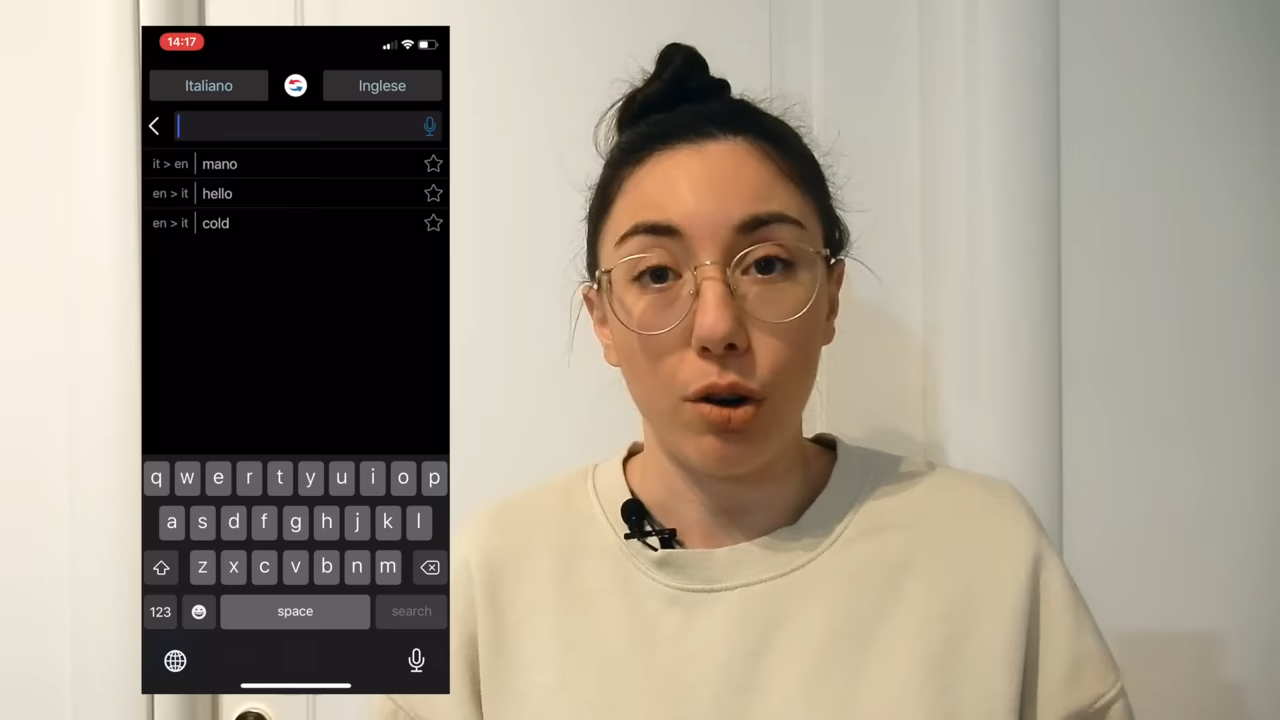 14:17
Italiano Inglese
it > en mano
en > it hello
en > it cold
q w e r t y u i o p
a s d f g h j k l
z x c v b n m
123 space search